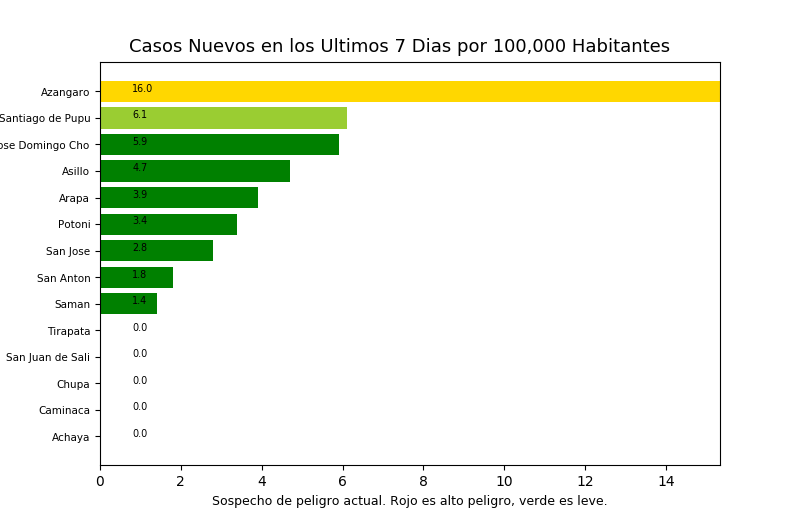 Casos Nuevos en los Ultimos 7 Dias por 100,000 Habitantes
Azangaro 16.0
Santiago de Pupu 6.1
ose Domingo Cho 5.9
Asillo 4.7
Arapa 3.9
Potoni 3.4
San Jose 2.8
San Anton 1.8
Saman 1.4
Tirapata 0.0
San Juan de Sali 0.0
Chupa 0.0
Caminaca 0.0
Achaya 0.0
0 2 4 6 8 10 12 14
Sospecho de peligro actual. Rojo es alto peligro, verde es leve.